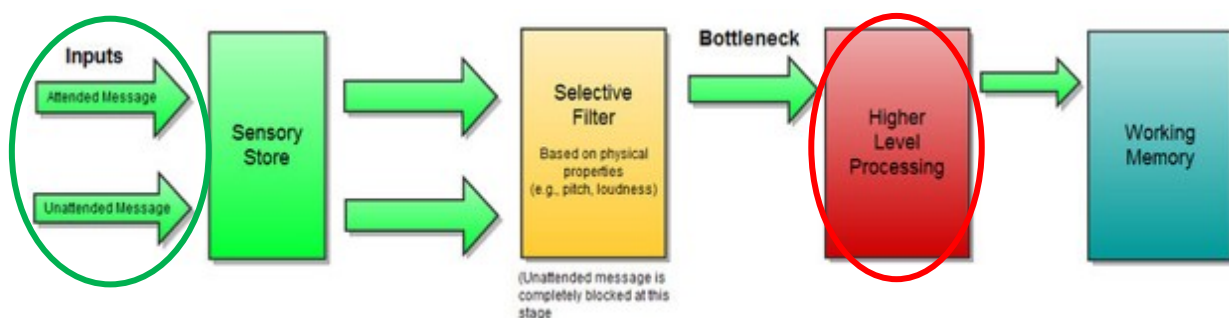 Inputs
Attended Message
Unattended Message
Sensory
Store
Selective
Filter
Based on physical
properties
(e.g., pitch, loudness)
(Unattended message is
completely blocked at this
stage
Bottleneck
Higher
Level
Processing
Working
Memory